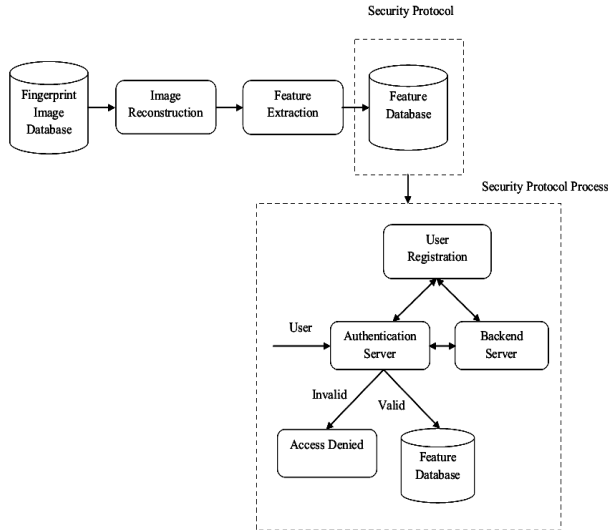 Security Protocol
Fingerprint
Image
Database
Image
Reconstruction
Feature
Extraction
Feature
Database
Security Protocol Process
User
Registration
User
Authentication
Server
Backend
Server
Invalid
Valid
Access Denied
Feature
Database